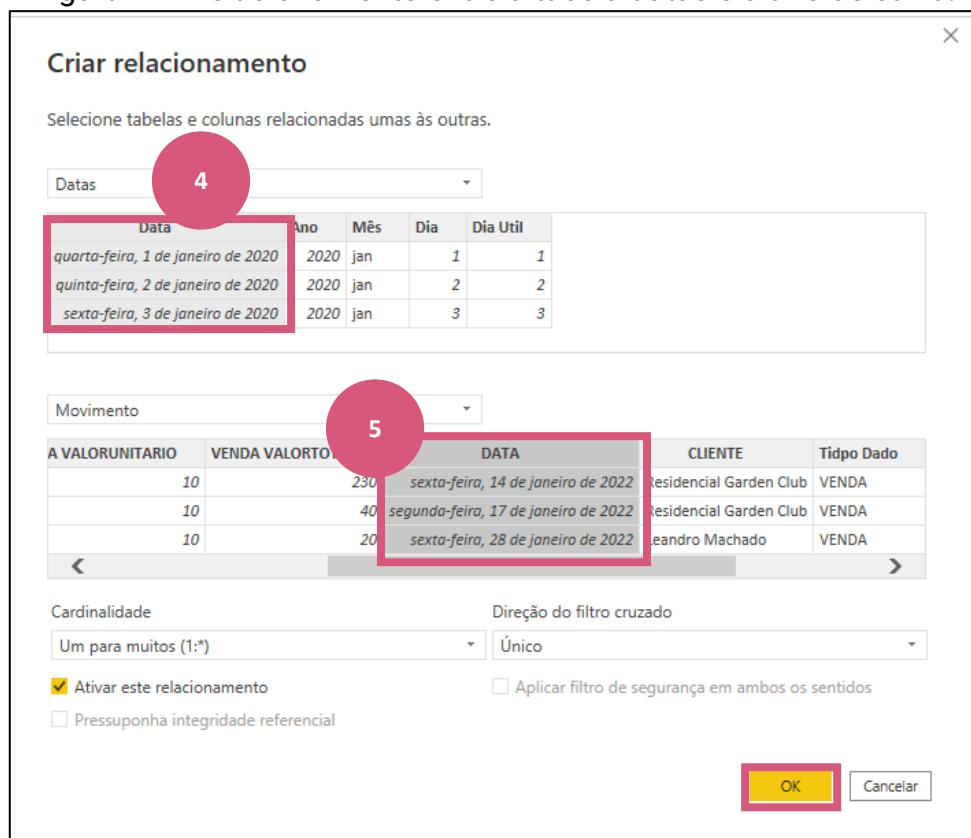 Criar relacionamento
Selecione tabelas e colunas relacionadas umas às outras.
4
Datas
Data Ano Mês Dia Dia Util
quarta-feira, 1 de janeiro de 2020 2020 jan 1 1
quinta-feira, 2 de janeiro de 2020 2020 jan 2 2
sexta-feira, 3 de janeiro de 2020 2020 jan 3 3
Movimento
5
A VALORUNITARIO VENDA DATA CLIENTE Tidpo Dado
10 230 sexta-feira, 14 de janeiro de 2022 Residencial Garden Club VENDA
10 40 segunda-feira, 17 de janeiro de 2022 Residencial Garden Club VENDA
10 20 sexta-feira, 28 de janeiro de 2022 Leandro Machado VENDA
Cardinalidade Direção do filtro cruzado
Um para muitos (1:*) Único
Ativar este relacionamento Aplicar filtro de segurança em ambos os sentidos
Pressuponha integridade referencial
OK Cancelar